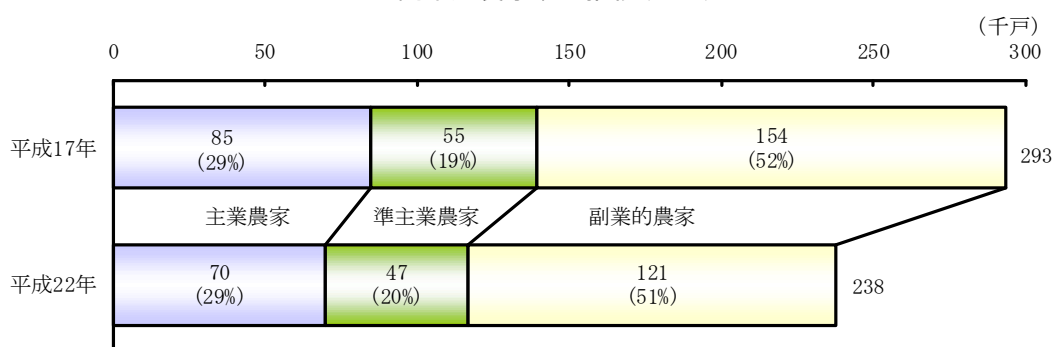 (千戸)
0 50 100 150 200 250 300
平成17年 85 55 154 293
(29%) (19%) (52%)
主業農家 準主業農家 副業的農家
平成22年 70 47 121 238
(29%) (20%) (51%)